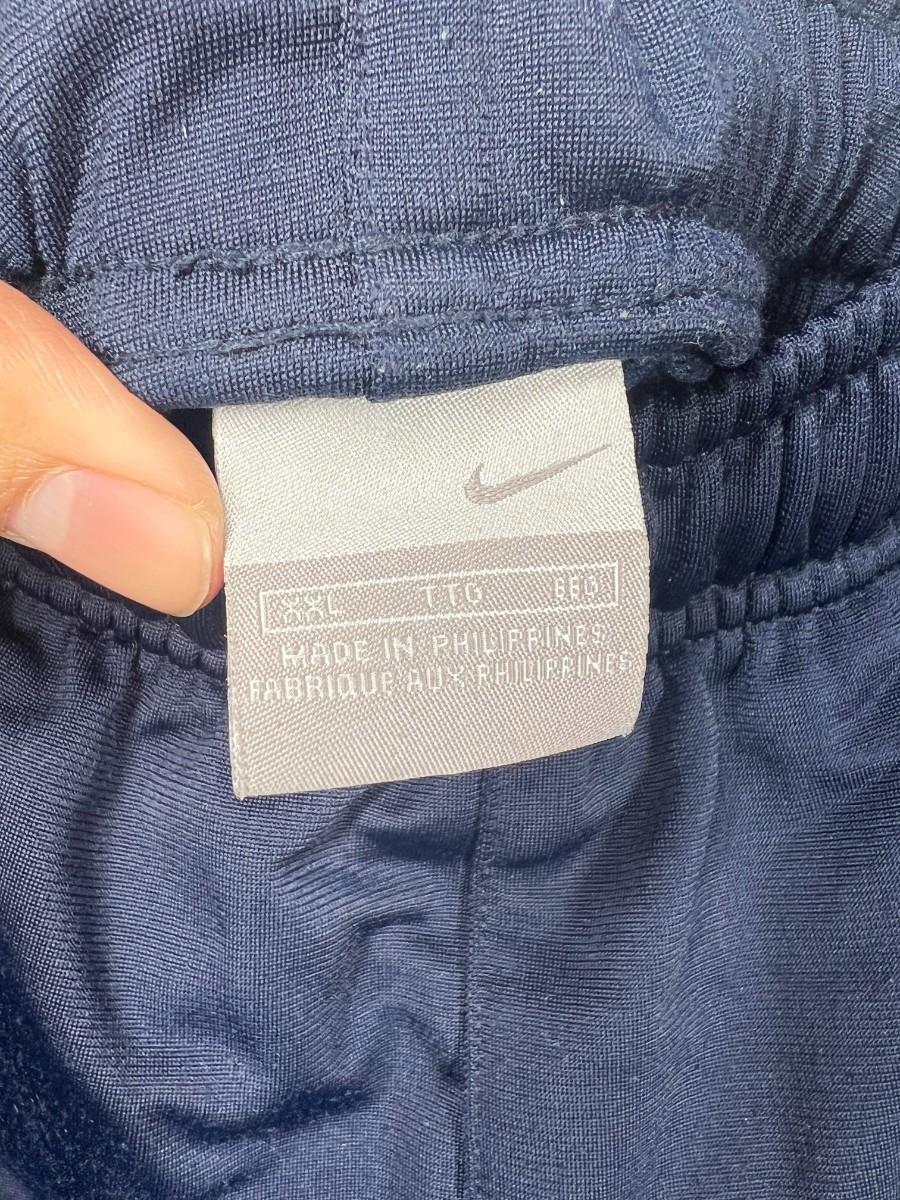 XXL TTG EEG
MADE IN PHILIPPINES
FABRIQUE AUX PHILIPPINES